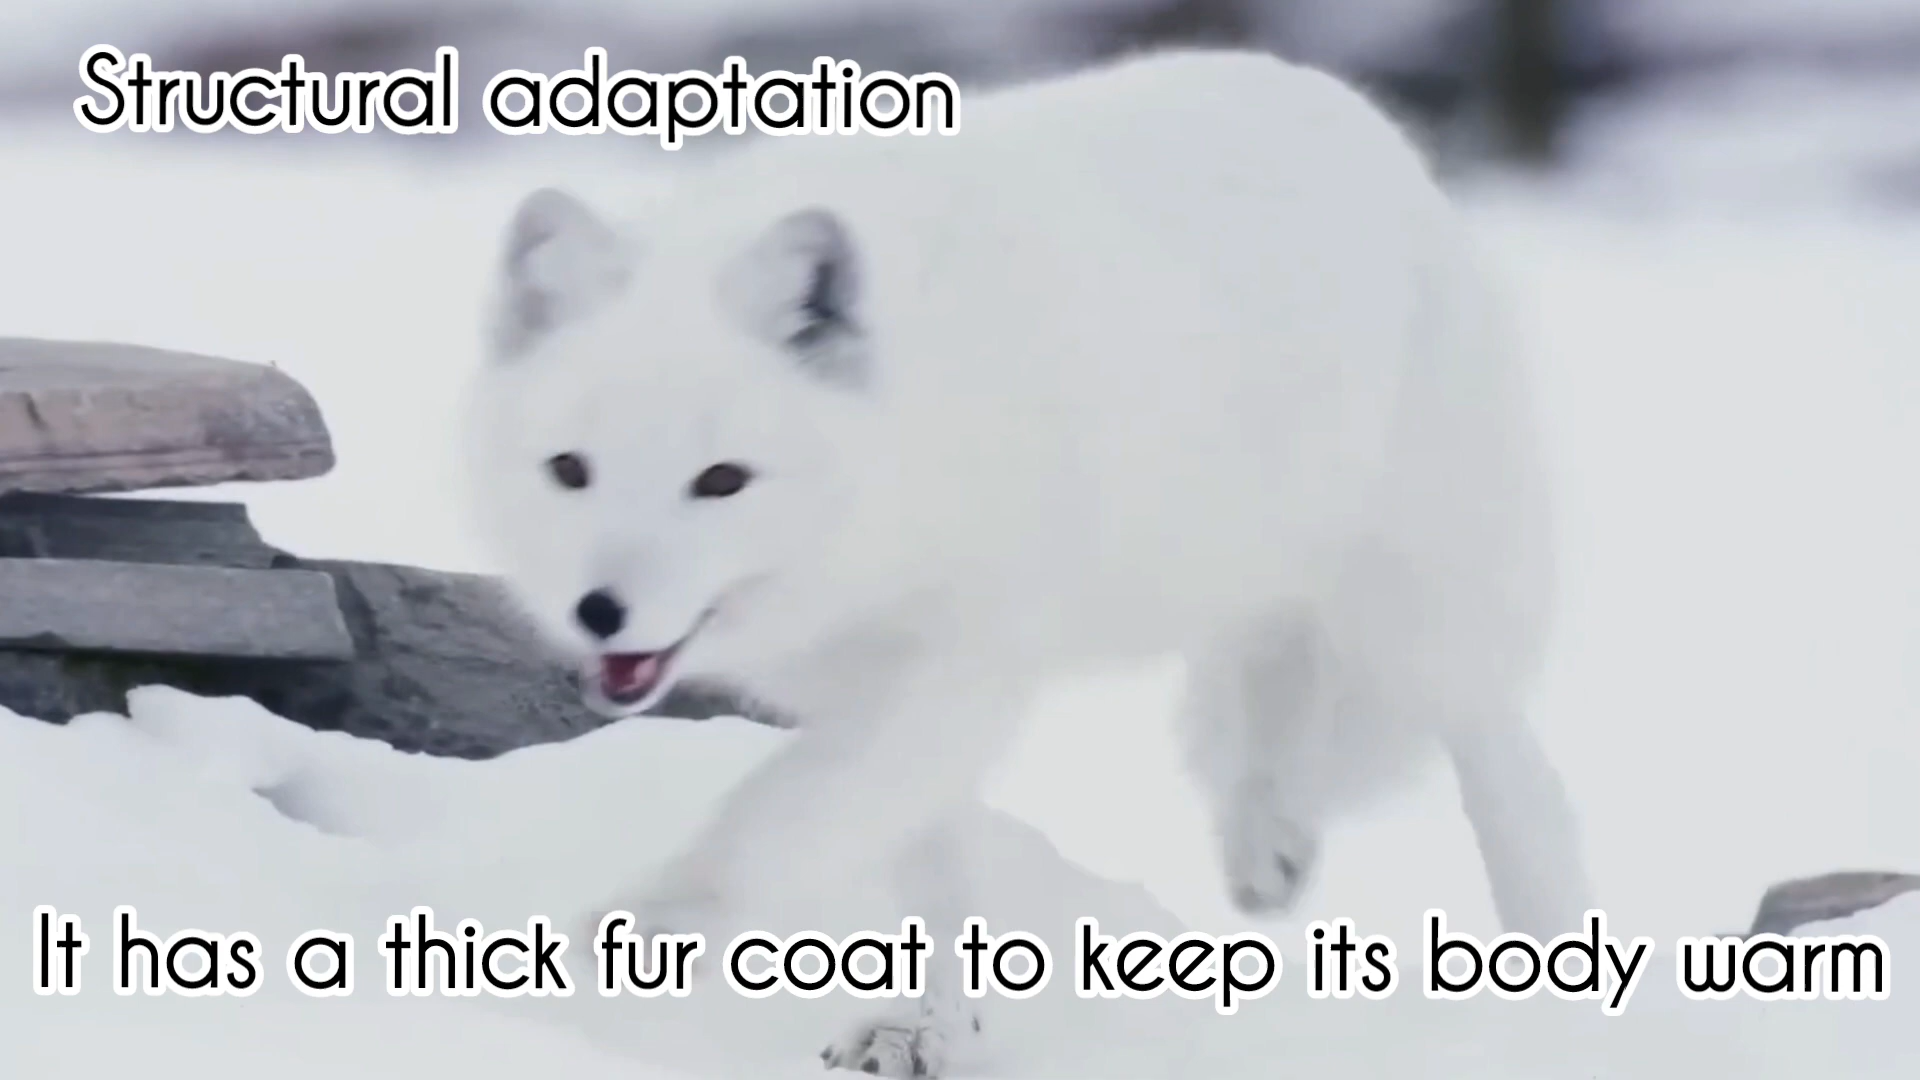 Structural adaptation
It has a thick fur coat to keep its body warm